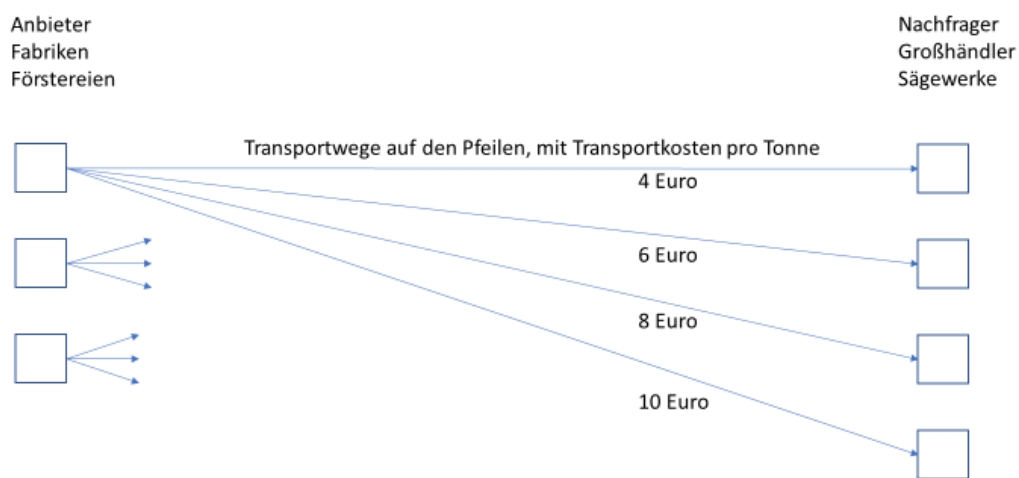 Anbieter
Fabriken
Förstereien
Nachfrager
Großhändler
Sägewerke
Transportwege auf den Pfeilen, mit Transportkosten pro Tonne
4 Euro
6 Euro
8 Euro
10 Euro